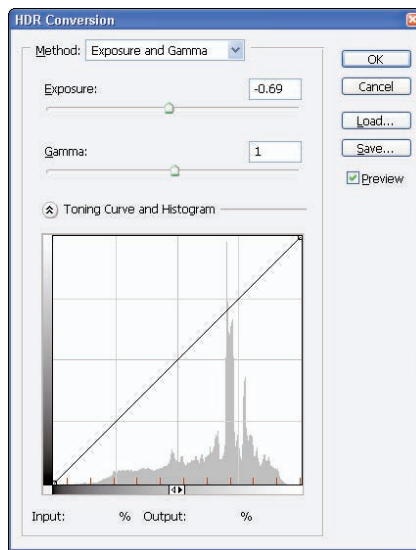 HDR Conversion
Method: Exposure and Gamma
OK
Exposure: -0.69
Cancel
Load...
Gamma: 1
Save...
Preview
Toning Curve and Histogram
Input: % Output: %